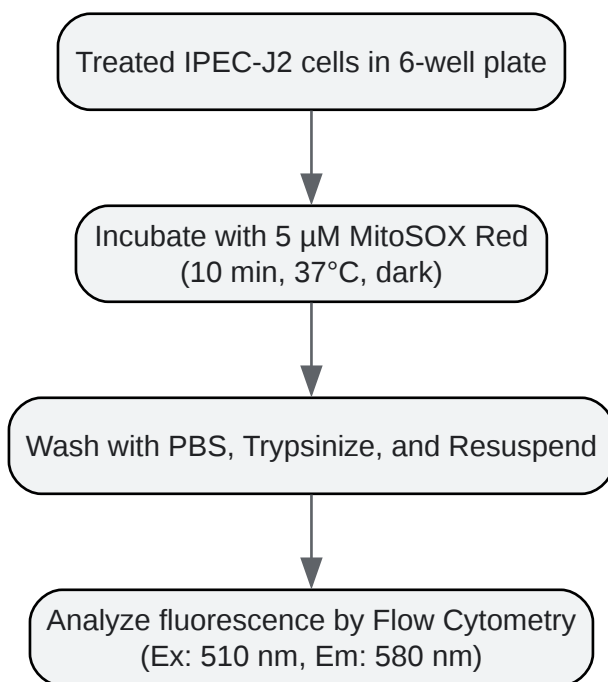 Treated IPEC-J2 cells in 6-well plate
Incubate with 5 µM MitoSOX Red
(10 min, 37°C, dark)
Wash with PBS, Trypsinize, and Resuspend
Analyze fluorescence by Flow Cytometry
(Ex: 510 nm, Em: 580 nm)